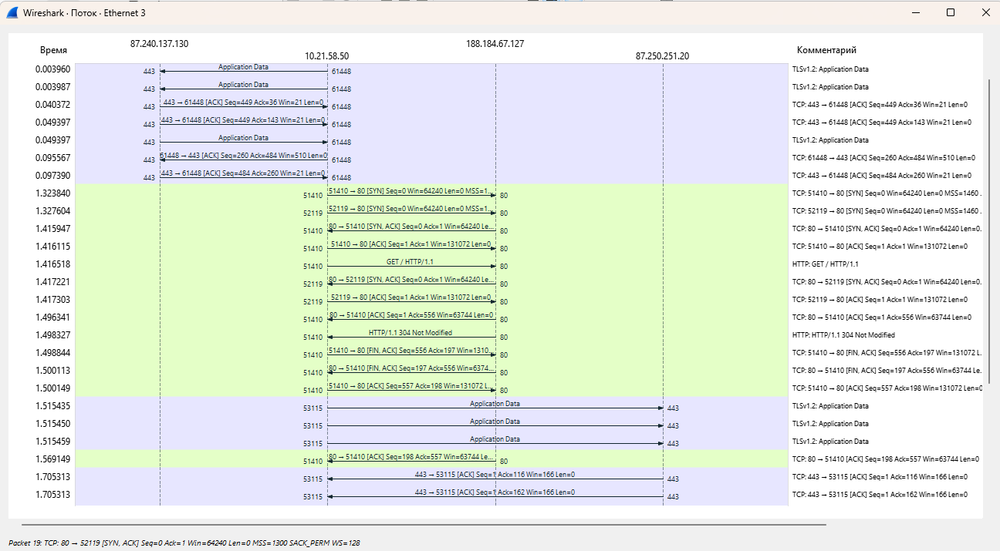 Wireshark · Поток · Ethernet 3
Время 87.240.137.130 10.21.58.50 188.184.67.127 87.250.251.20 Комментарий
0.003960 443 Application Data 61448 TLSv1.2: Application Data
0.003987 443 Application Data 61448 TLSv1.2: Application Data
0.040372 443 443 → 61448 [ACK] Seq=449 Ack=36 Win=21 Len=0 61448 TCP: 443 → 61448 [ACK] Seq=449 Ack=36 Win=21 Len=0
0.049397 443 443 → 61448 [ACK] Seq=449 Ack=143 Win=21 Len=0 61448 TCP: 443 → 61448 [ACK] Seq=449 Ack=143 Win=21 Len=0
0.049397 443 Application Data 61448 TLSv1.2: Application Data
0.095567 443 61448 → 443 [ACK] Seq=260 Ack=484 Win=510 Len=0 61448 TCP: 61448 → 443 [ACK] Seq=260 Ack=484 Win=510 Len=0
0.097390 443 443 → 61448 [ACK] Seq=484 Ack=260 Win=21 Len=0 61448 TCP: 443 → 61448 [ACK] Seq=484 Ack=260 Win=21 Len=0
1.323840 51410 51410 → 80 [SYN] Seq=0 Win=64240 Len=0 MSS=1... 80 TCP: 51410 → 80 [SYN] Seq=0 Win=64240 Len=0 MSS=1460 .
1.327604 52119 52119 → 80 [SYN] Seq=0 Win=64240 Len=0 MSS=1... 80 TCP: 52119 → 80 [SYN] Seq=0 Win=64240 Len=0 MSS=1460 .
1.415947 51410 80 → 51410 [SYN, ACK] Seq=0 Ack=1 Win=64240 Le... 80 TCP: 80 → 51410 [SYN, ACK] Seq=0 Ack=1 Win=64240 Len=0.
1.416115 51410 51410 → 80 [ACK] Seq=1 Ack=1 Win=131072 Len=0 80 TCP: 51410 → 80 [ACK] Seq=1 Ack=1 Win=131072 Len=0
1.416518 51410 GET / HTTP/1.1 80 HTTP: GET / HTTP/1.1
1.417221 52119 80 → 52119 [SYN, ACK] Seq=0 Ack=1 Win=64240 Le... 80 TCP: 80 → 52119 [SYN, ACK] Seq=0 Ack=1 Win=64240 Len=0.
1.417303 52119 52119 → 80 [ACK] Seq=1 Ack=1 Win=131072 Len=0 80 TCP: 52119 → 80 [ACK] Seq=1 Ack=1 Win=131072 Len=0
1.496341 51410 80 → 51410 [ACK] Seq=1 Ack=556 Win=63744 Len=0 80 TCP: 80 → 51410 [ACK] Seq=1 Ack=556 Win=63744 Len=0
1.498327 51410 HTTP/1.1 304 Not Modified 80 HTTP: HTTP/1.1 304 Not Modified
1.498844 51410 51410 → 80 [FIN, ACK] Seq=556 Ack=197 Win=1310... 80 TCP: 51410 → 80 [FIN, ACK] Seq=556 Ack=197 Win=131072 L.
1.500113 51410 80 → 51410 [FIN, ACK] Seq=197 Ack=556 Win=6374... 80 TCP: 80 → 51410 [FIN, ACK] Seq=197 Ack=556 Win=63744 Le.
1.500149 51410 51410 → 80 [ACK] Seq=557 Ack=198 Win=131072 L... 80 TCP: 51410 → 80 [ACK] Seq=557 Ack=198 Win=131072 Len=0
1.515435 53115 Application Data 443 TLSv1.2: Application Data
1.515450 53115 Application Data 443 TLSv1.2: Application Data
1.515459 53115 Application Data 443 TLSv1.2: Application Data
1.569149 51410 80 → 51410 [ACK] Seq=198 Ack=557 Win=63744 Le... 80 TCP: 80 → 51410 [ACK] Seq=198 Ack=557 Win=63744 Len=0
1.705313 53115 443 → 53115 [ACK] Seq=1 Ack=116 Win=166 Len=0 443 TCP: 443 → 53115 [ACK] Seq=1 Ack=116 Win=166 Len=0
1.705313 53115 443 → 53115 [ACK] Seq=1 Ack=162 Win=166 Len=0 443 TCP: 443 → 53115 [ACK] Seq=1 Ack=162 Win=166 Len=0
Packet 19: TCP: 80 → 52119 [SYN, ACK] Seq=0 Ack=1 Win=64240 Len=0 MSS=1300 SACK_PERM WS=128